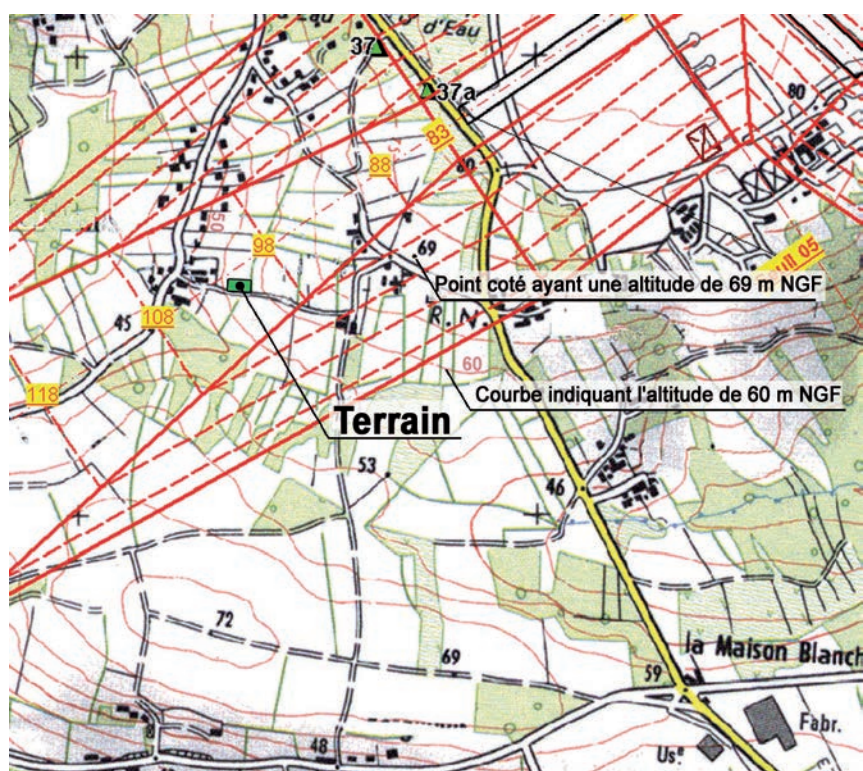 d'Eau
37
37a
83
80
88
50
69
98
Point coté ayant une altitude de 69 m NGF
R. N.
45
108
60
118
Courbe indiquant l'altitude de 60 m NGF
Terrain
53
46
72
69
59
la Maison Blanch
Fabr.
48
Us.e